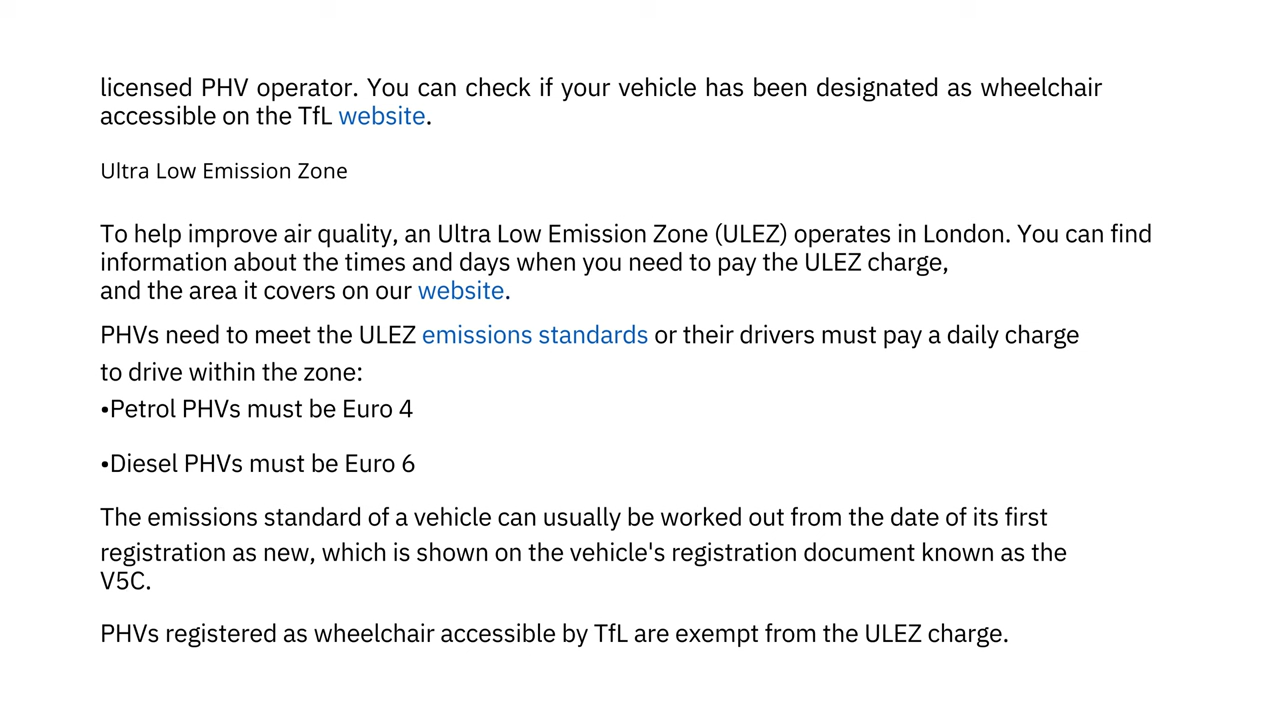 licensed PHV operator. You can check if your vehicle has been designated as wheelchair
accessible on the TfL website.
Ultra Low Emission Zone
To help improve air quality, an Ultra Low Emission Zone (ULEZ) operates in London. You can find
information about the times and days when you need to pay the ULEZ charge,
and the area it covers on our website.
PHVs need to meet the ULEZ emissions standards or their drivers must pay a daily charge
to drive within the zone:
•Petrol PHVs must be Euro 4
•Diesel PHVs must be Euro 6
The emissions standard of a vehicle can usually be worked out from the date of its first
registration as new, which is shown on the vehicle's registration document known as the
V5C.
PHVs registered as wheelchair accessible by TfL are exempt from the ULEZ charge.